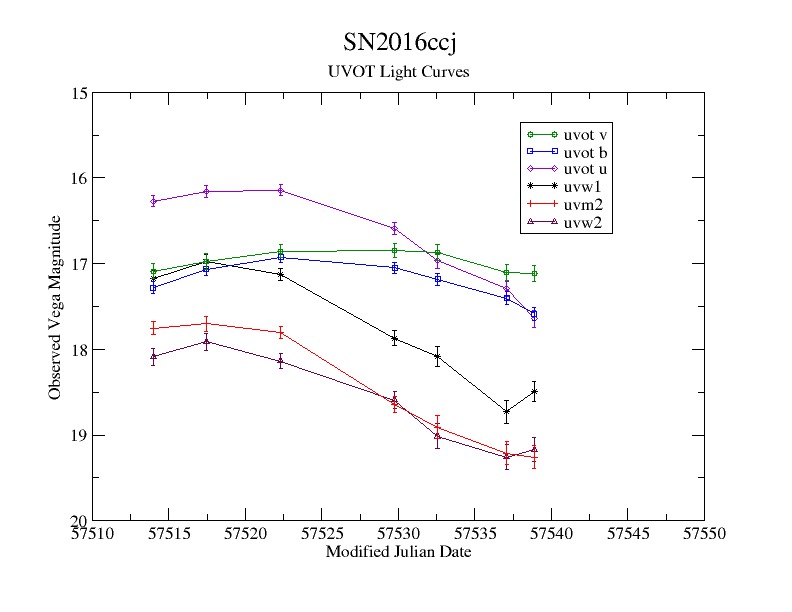 SN2016ccj
UVOT Light Curves
15
16
17
18
19
20
Observed Vega Magnitude
uvot v
uvot b
uvot u
uvw1
uvm2
uvw2
57510 57515 57520 57525 57530 57535 57540 57545 57550
Modified Julian Date